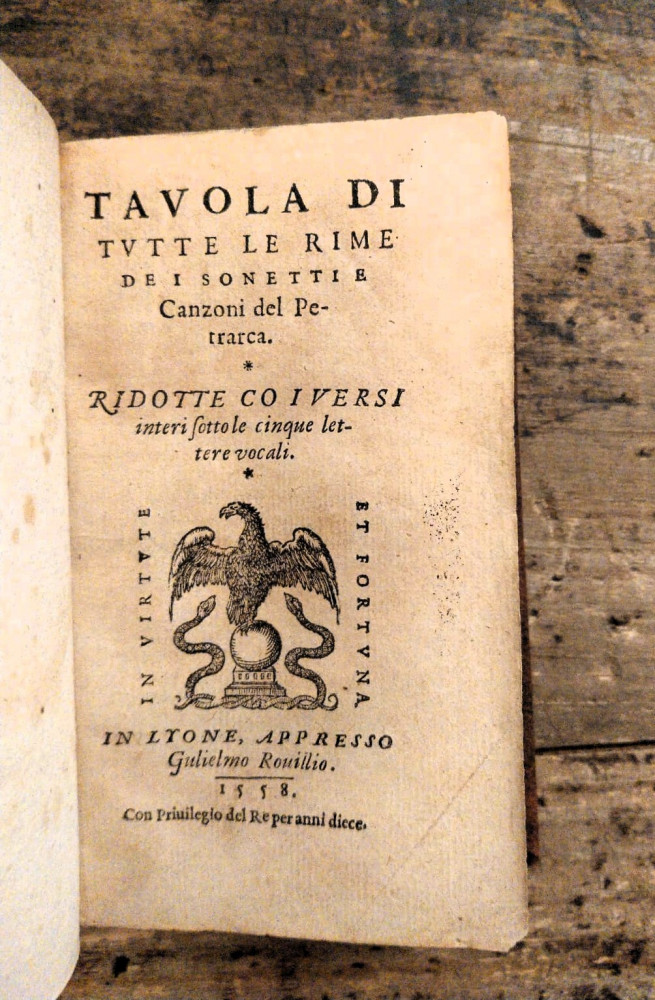 TAVOLA DI
TVTTE LE RIME
DE I SONETTI E
Canzoni del Pe-
trarca.
*
RIDOTTE CO I VERSI
interi ſotto le cinque let-
tere vocali.
*
IN VIRTVTE
ET FORTVNA
IN LYONE, APPRESSO
Gulielmo Rouillio.
1558.
Con Priuilegio del Re per anni diece.